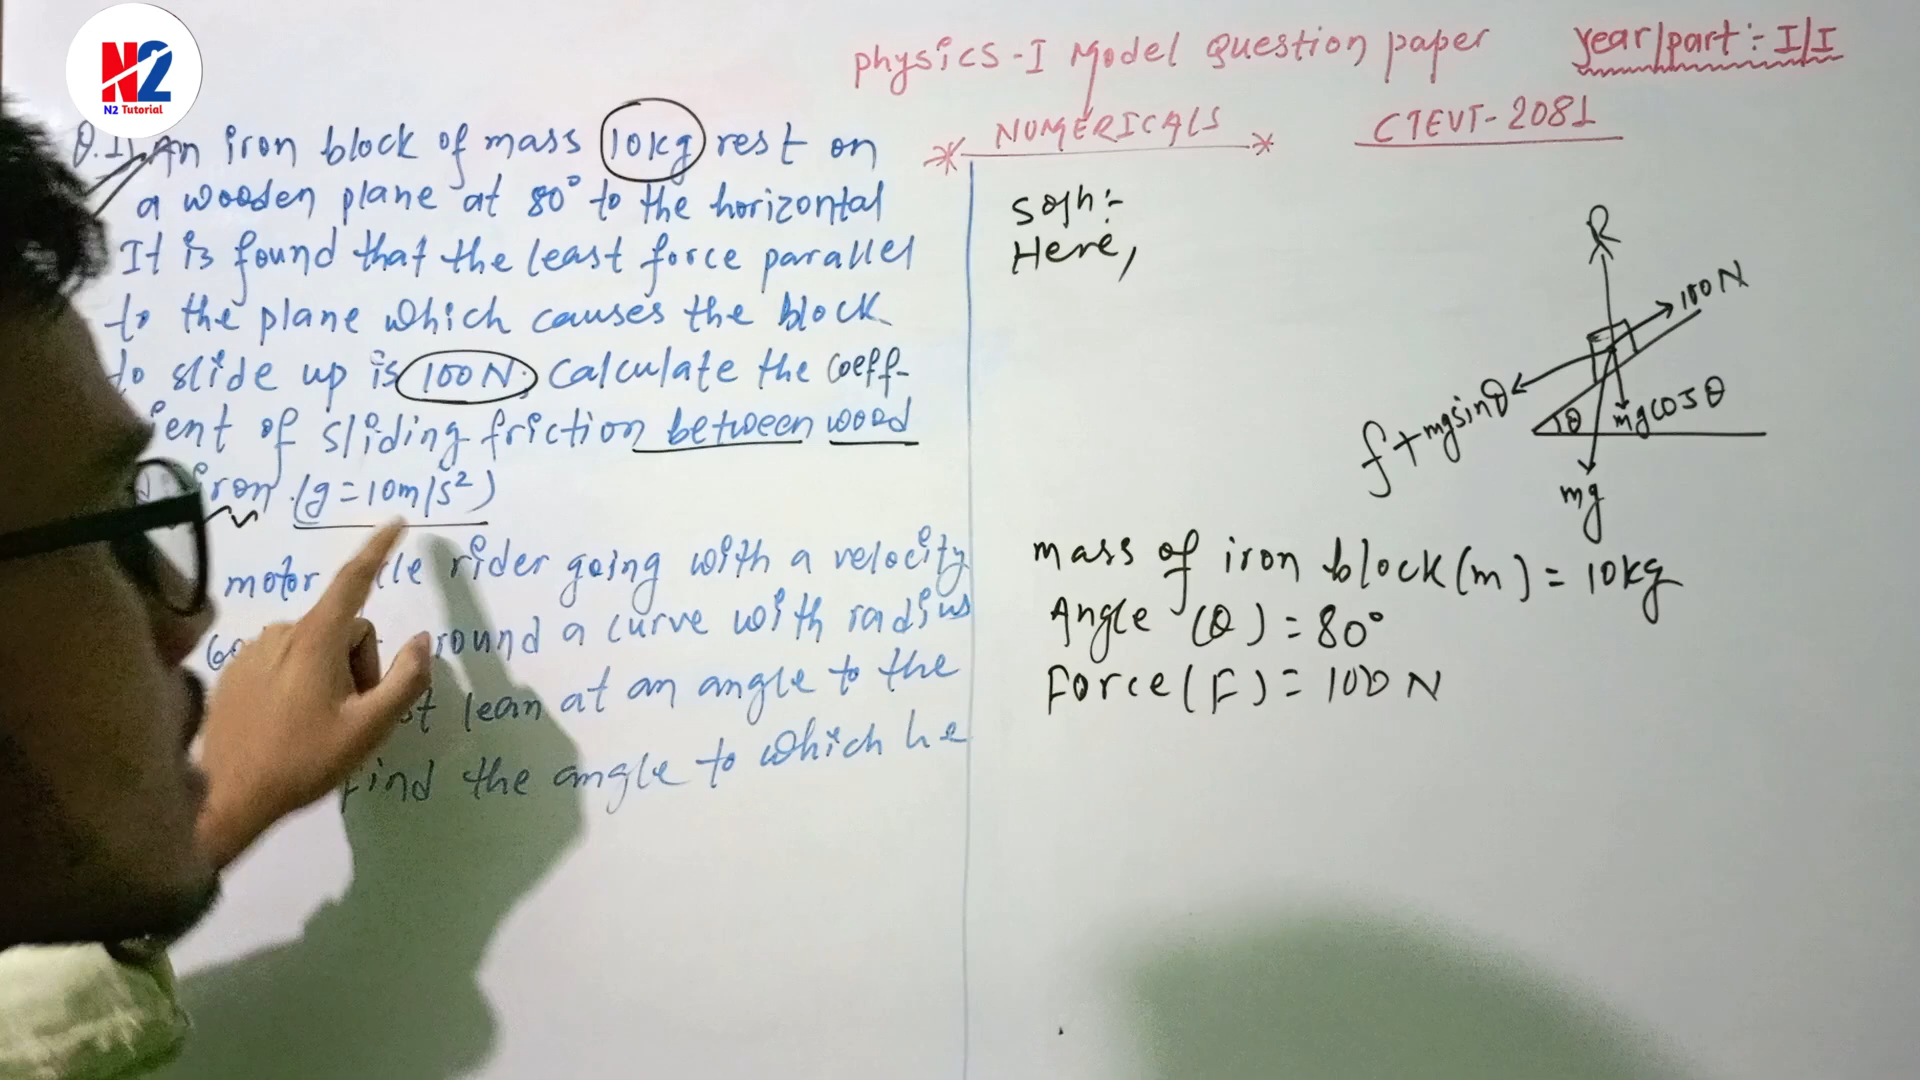 N2
N2 Tutorial
physics-I Model Question paper year/part:- I/I
NUMERICALS
CTEVT-2081
Q.1) An iron block of mass 10kg rest on
a wooden plane at 80° to the horizontal
It is found that the least force parallel
to the plane which causes the block
to slide up is 100N. calculate the coeff-
ient of sliding friction between wood
iron. (g=10m/s²)
motor cle rider going with a velocity
round a curve with radius
st lean at an angle to the
find the angle to which he
Soln:-
Here,
R
100N
f+mgsinθ
θ
mgcosθ
mg
mass of iron block(m) = 10kg
Angle (θ) = 80°
Force(F) = 100N